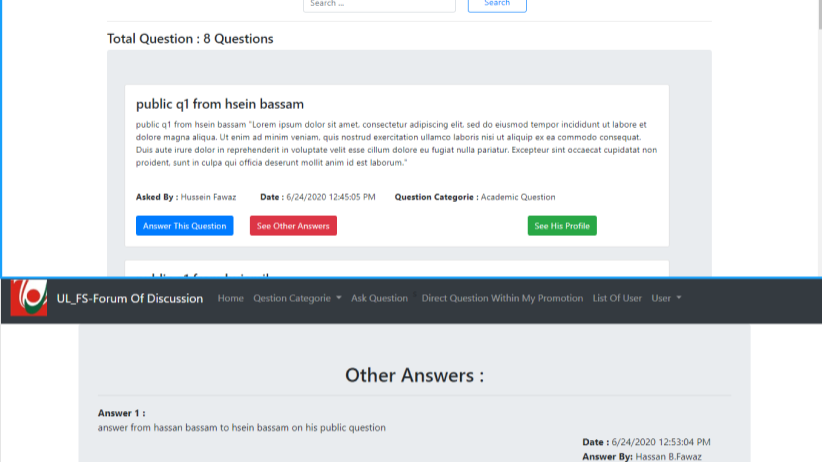 Search ...
Search
Total Question : 8 Questions
public q1 from hsein bassam
public q1 from hsein bassam "Lorem ipsum dolor sit amet, consectetur adipiscing elit, sed do eiusmod tempor incididunt ut labore et
dolore magna aliqua. Ut enim ad minim veniam, quis nostrud exercitation ullamco laboris nisi ut aliquip ex ea commodo consequat.
Duis aute irure dolor in reprehenderit in voluptate velit esse cillum dolore eu fugiat nulla pariatur. Excepteur sint occaecat cupidatat non
proident, sunt in culpa qui officia deserunt mollit anim id est laborum."
Asked By : Hussein Fawaz Date : 6/24/2020 12:45:05 PM Question Categorie : Academic Question
Answer This Question See Other Answers See His Profile
UL_FS-Forum Of Discussion Home Qestion Categorie Ask Question Direct Question Within My Promotion List Of User User
Other Answers :
Answer 1 :
answer from hassan bassam to hsein bassam on his public question
Date : 6/24/2020 12:53:04 PM
Answer By: Hassan B.Fawaz